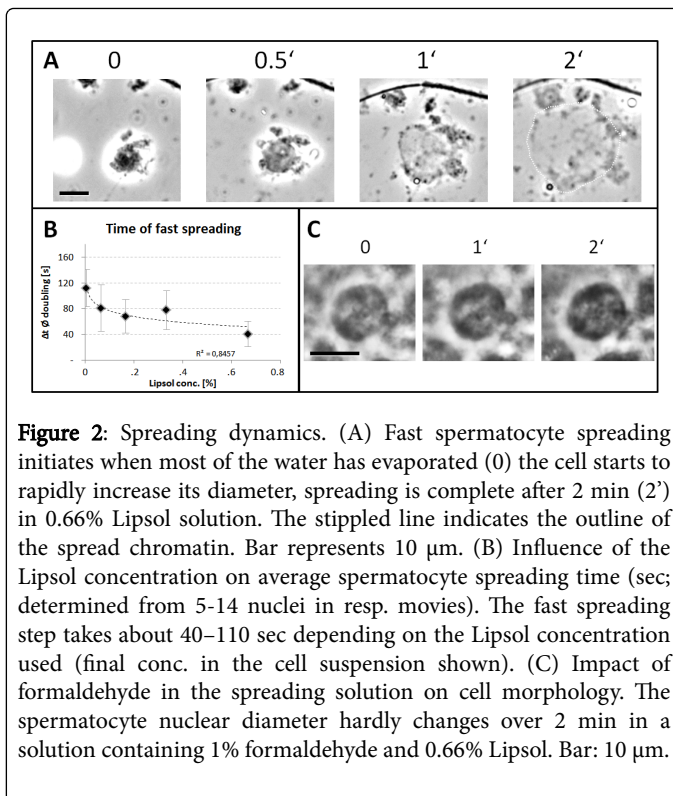 A 0 0.5‘ 1‘ 2‘
B Time of fast spreading
Δt Ø doubling [s]
160
120
80
40
-
R² = 0,8457
0 .2 .4 .6 0.8
Lipsol conc. [%]
C 0 1‘ 2‘
Figure 2: Spreading dynamics. (A) Fast spermatocyte spreading
initiates when most of the water has evaporated (0) the cell starts to
rapidly increase its diameter, spreading is complete after 2 min (2’)
in 0.66% Lipsol solution. The stippled line indicates the outline of
the spread chromatin. Bar represents 10 μm. (B) Influence of the
Lipsol concentration on average spermatocyte spreading time (sec;
determined from 5-14 nuclei in resp. movies). The fast spreading
step takes about 40–110 sec depending on the Lipsol concentration
used (final conc. in the cell suspension shown). (C) Impact of
formaldehyde in the spreading solution on cell morphology. The
spermatocyte nuclear diameter hardly changes over 2 min in a
solution containing 1% formaldehyde and 0.66% Lipsol. Bar: 10 μm.